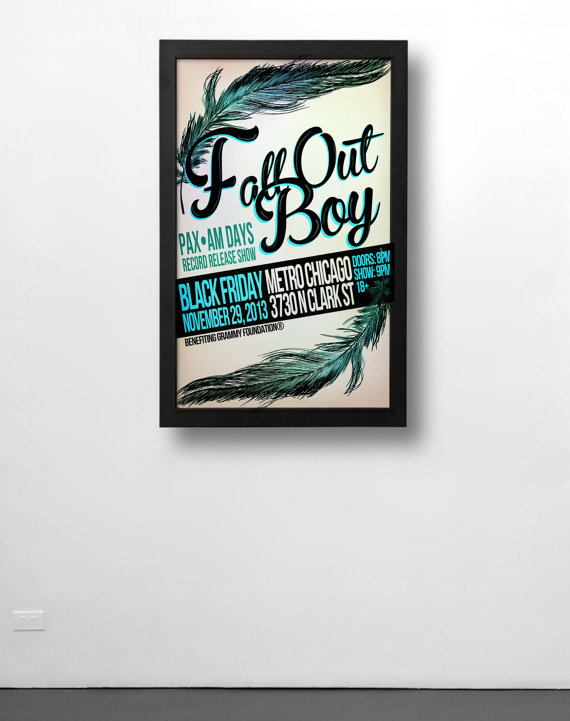 Fall Out
Boy
PAX•AM DAYS
RECORD RELEASE SHOW
BLACK FRIDAY
NOVEMBER 29, 2013
METRO CHICAGO
3730 N CLARK ST
DOORS: 8PM
SHOW: 9PM
18+
BENEFITING GRAMMY FOUNDATION®